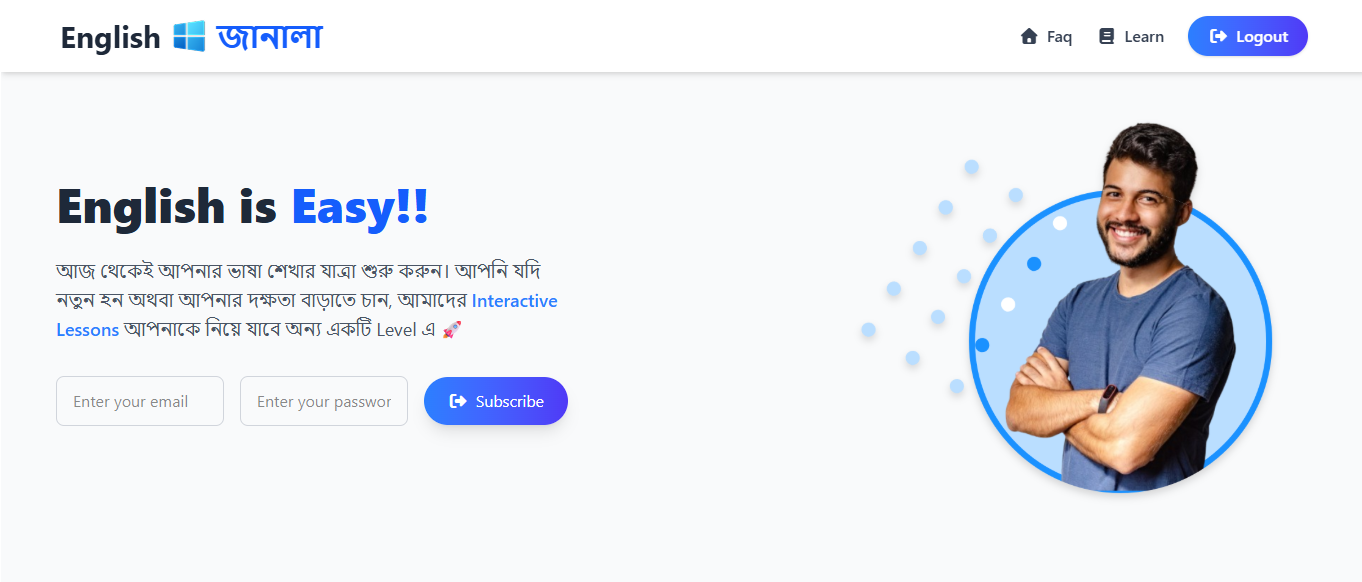 English জানালা
Faq
Learn
Logout
English is Easy!!
আজ থেকেই আপনার ভাষা শেখার যাত্রা শুরু করুন। আপনি যদি
নতুন হন অথবা আপনার দক্ষতা বাড়াতে চান, আমাদের Interactive
Lessons আপনাকে নিয়ে যাবে অন্য একটি Level এ 🚀
Enter your email
Enter your passwor
Subscribe